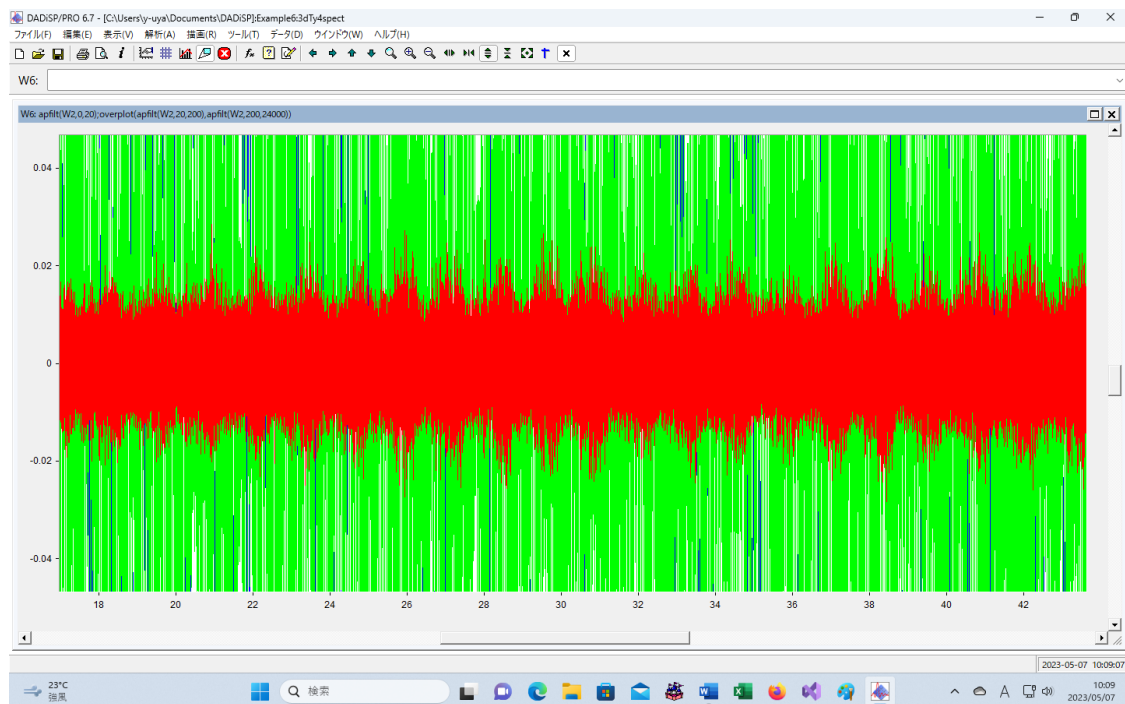 DADiSP/PRO 6.7 - [C:\Users\y-uya\Documents\DADiSP]:Example6:3dTy4spect
ファイル(F) 編集(E) 表示(V) 解析(A) 描画(R) ツール(T) データ(D) ウインドウ(W) ヘルプ(H)
W6:
W6: apfilt(W2,0,20);overplot(apfilt(W2,20,200),apfilt(W2,200,24000))
0.04
0.02
0
-0.02
-0.04
18 20 22 24 26 28 30 32 34 36 38 40 42
2023-05-07 10:09:07
23°C
強風
検索
A
10:09
2023/05/07